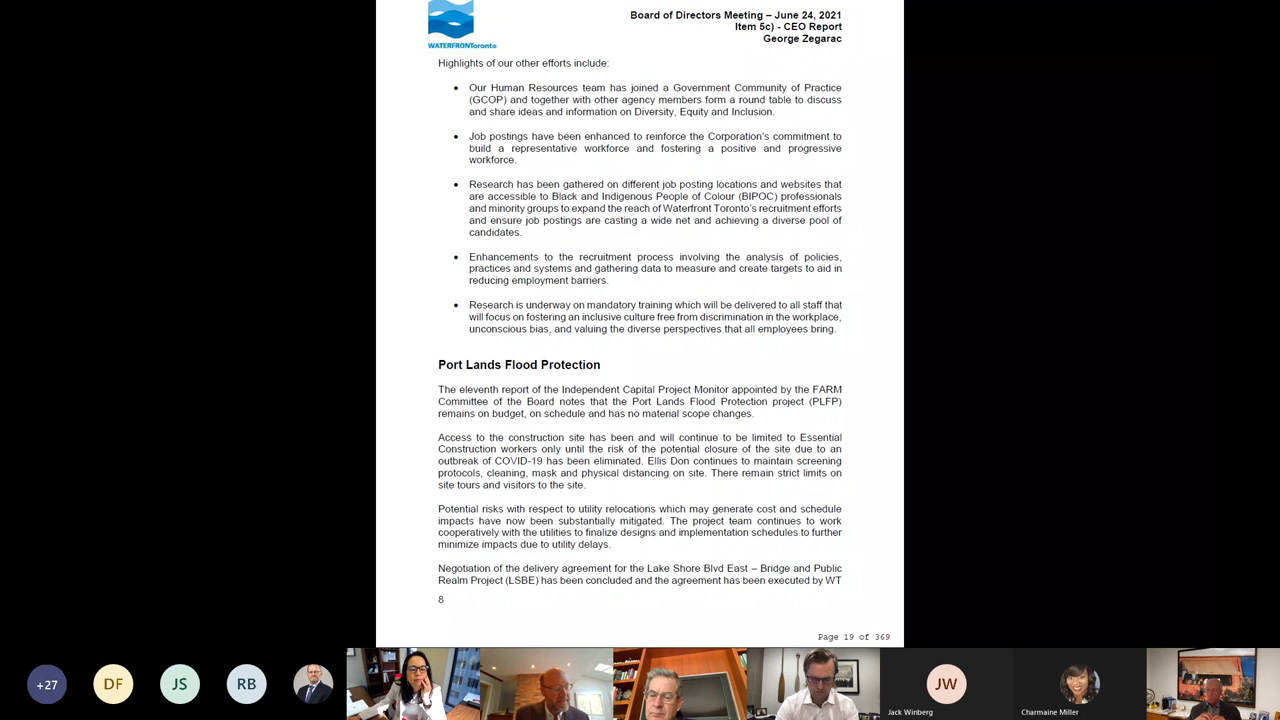 WATERFRONToronto
Board of Directors Meeting – June 24, 2021
Item 5c) - CEO Report
George Zegarac
Highlights of our other efforts include:
• Our Human Resources team has joined a Government Community of Practice
(GCOP) and together with other agency members form a round table to discuss
and share ideas and information on Diversity, Equity and Inclusion.
• Job postings have been enhanced to reinforce the Corporation's commitment to
build a representative workforce and fostering a positive and progressive
workforce.
• Research has been gathered on different job posting locations and websites that
are accessible to Black and Indigenous People of Colour (BIPOC) professionals
and minority groups to expand the reach of Waterfront Toronto's recruitment efforts
and ensure job postings are casting a wide net and achieving a diverse pool of
candidates.
• Enhancements to the recruitment process involving the analysis of policies,
practices and systems and gathering data to measure and create targets to aid in
reducing employment barriers.
• Research is underway on mandatory training which will be delivered to all staff that
will focus on fostering an inclusive culture free from discrimination in the workplace,
unconscious bias, and valuing the diverse perspectives that all employees bring.
Port Lands Flood Protection
The eleventh report of the Independent Capital Project Monitor appointed by the FARM
Committee of the Board notes that the Port Lands Flood Protection project (PLFP)
remains on budget, on schedule and has no material scope changes.
Access to the construction site has been and will continue to be limited to Essential
Construction workers only until the risk of the potential closure of the site due to an
outbreak of COVID-19 has been eliminated. Ellis Don continues to maintain screening
protocols, cleaning, mask and physical distancing on site. There remain strict limits on
site tours and visitors to the site.
Potential risks with respect to utility relocations which may generate cost and schedule
impacts have now been substantially mitigated. The project team continues to work
cooperatively with the utilities to finalize designs and implementation schedules to further
minimize impacts due to utility delays.
Negotiation of the delivery agreement for the Lake Shore Blvd East – Bridge and Public
Realm Project (LSBE) has been concluded and the agreement has been executed by WT
8
Page 19 of 369
+27
DF
JS
RB
JW
Jack Winberg
Charmaine Miller